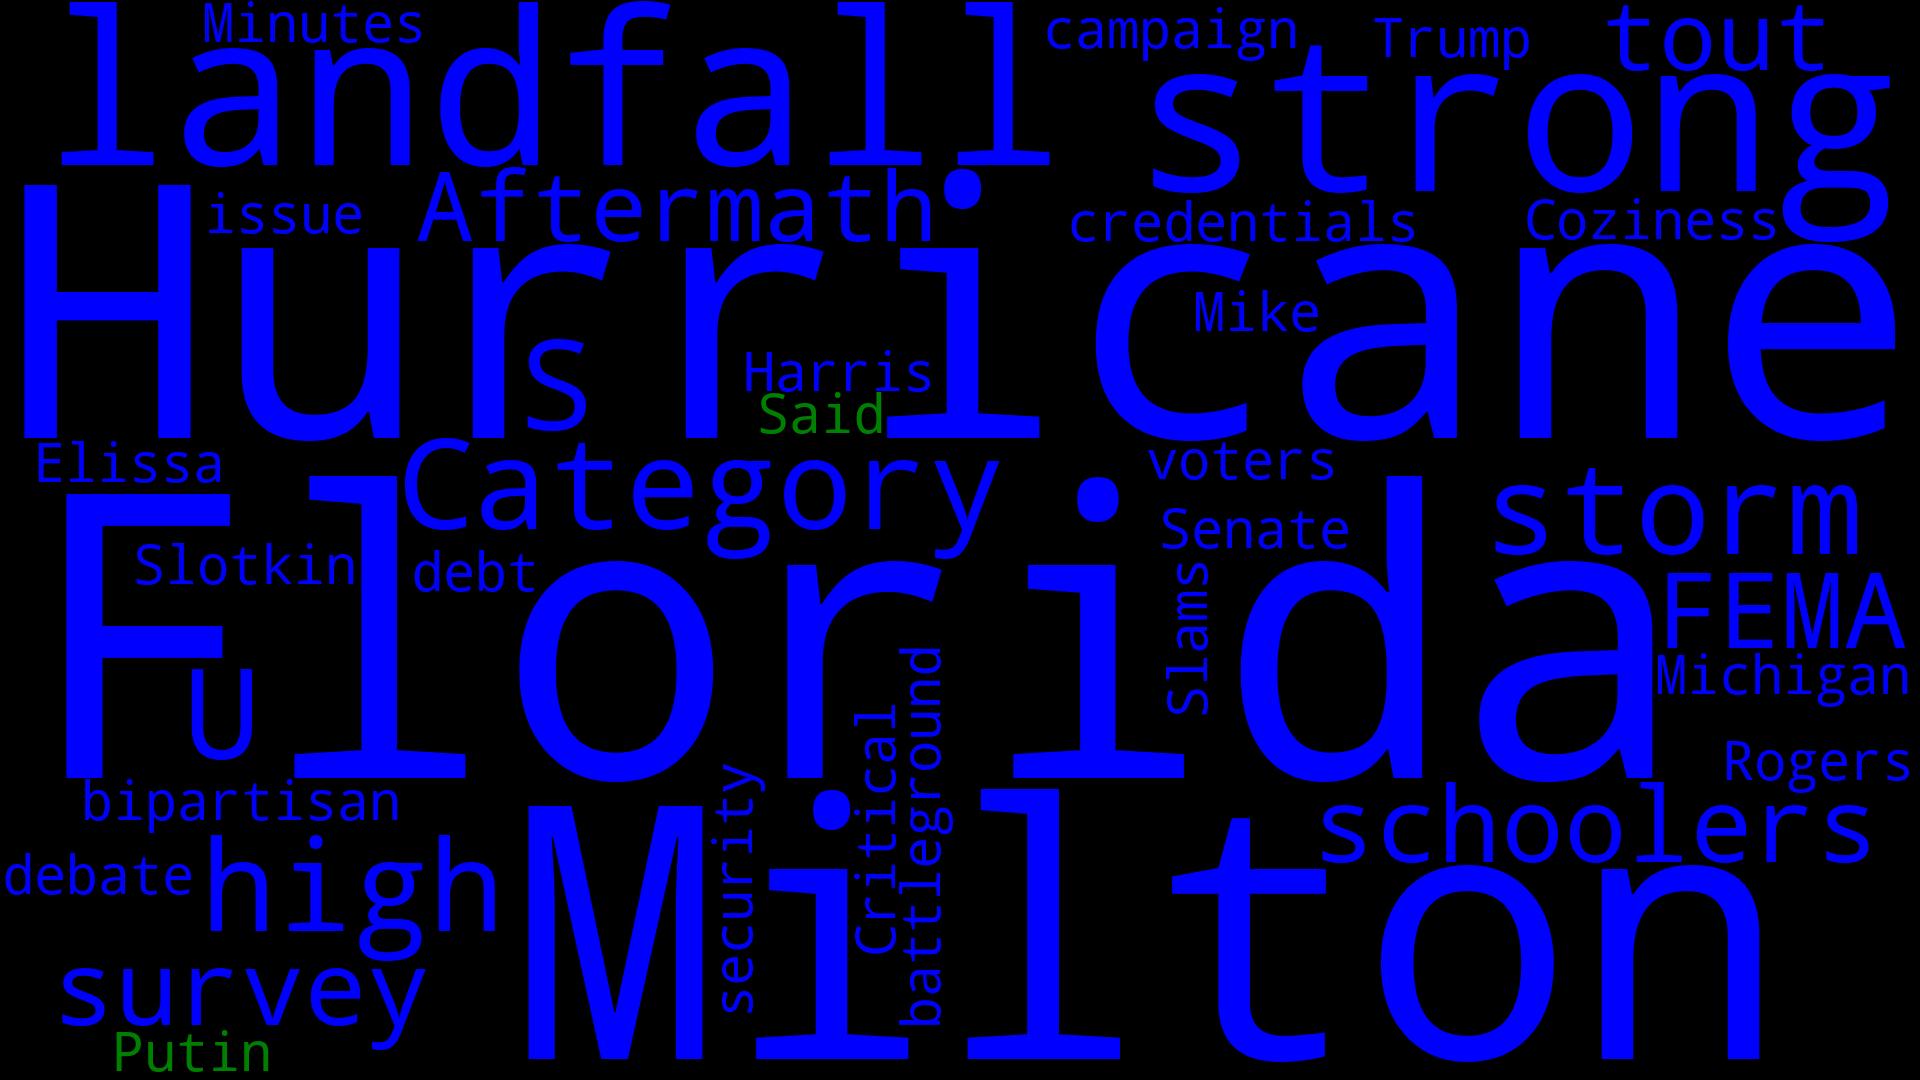 Minutes
landfall
campaign
Trump
tout
strong
issue
Aftermath
credentials
Coziness
Hurricane
Mike
s
Harris
Said
Elissa
Category
voters
storm
Senate
Slotkin
debt
Florida
Slams
FEMA
Michigan
U
Critical
battleground
Rogers
bipartisan
security
schoolers
high
debate
Milton
survey
Putin